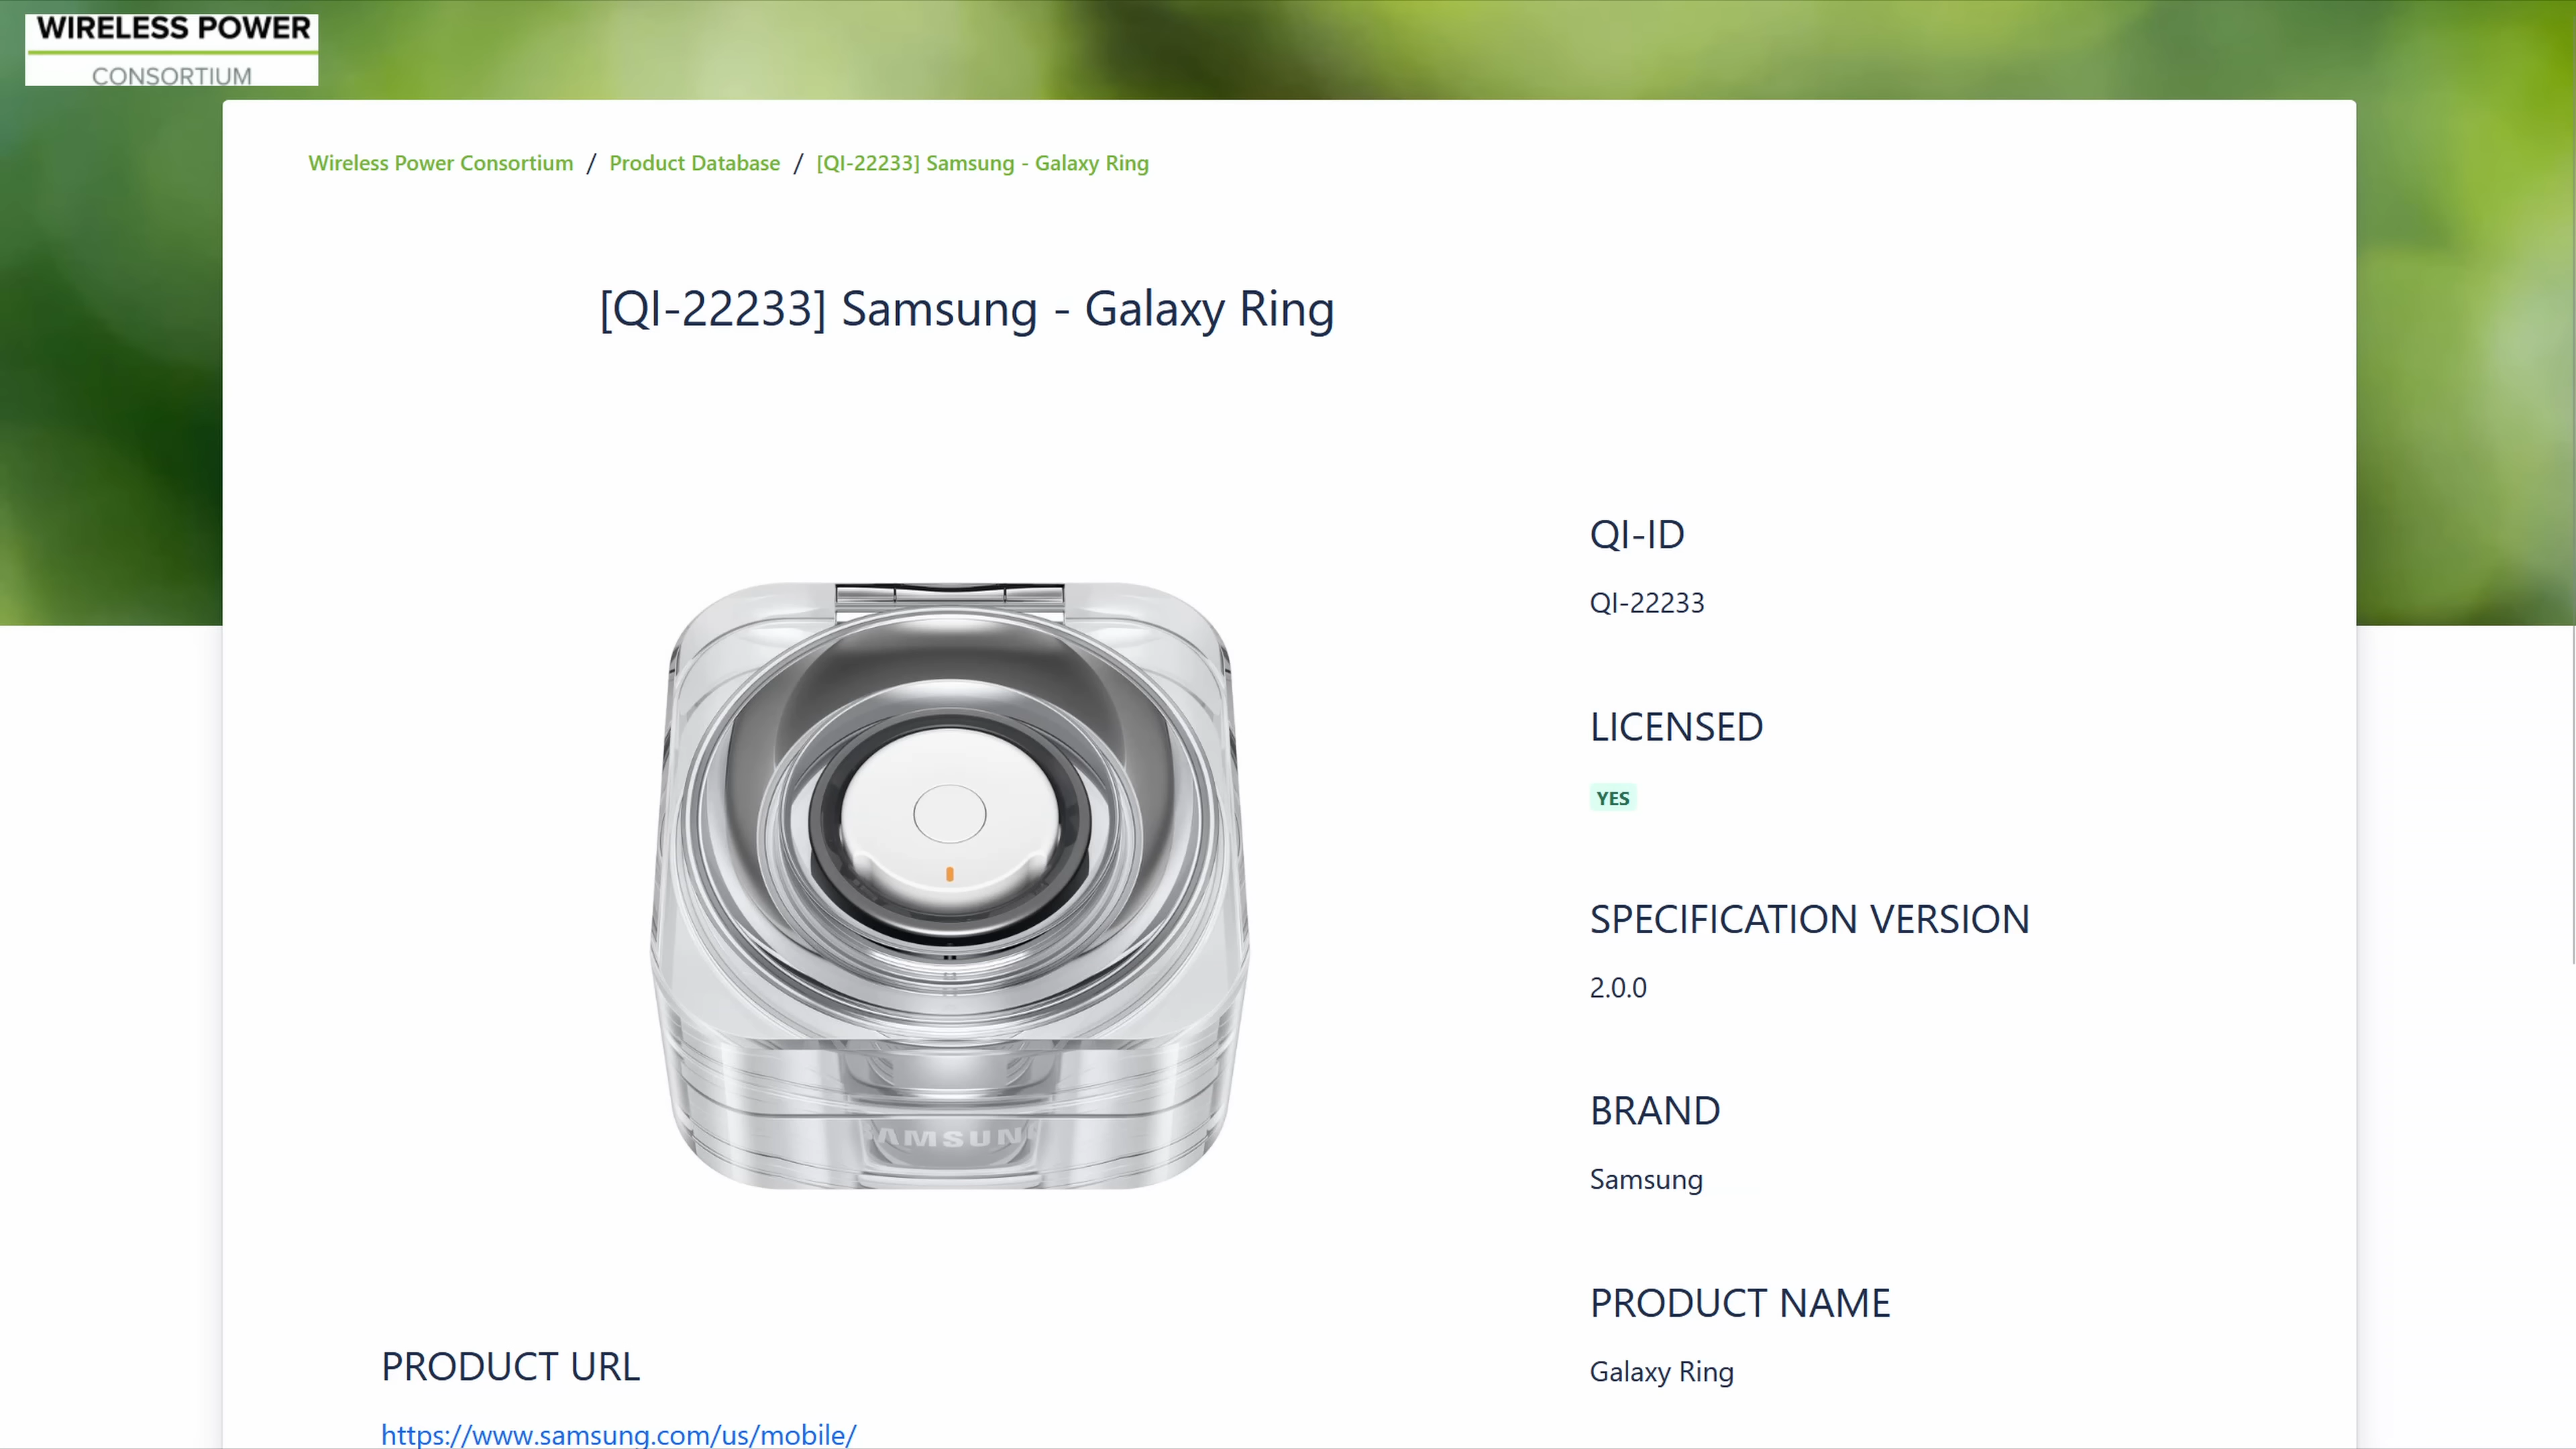 WIRELESS POWER
CONSORTIUM
Wireless Power Consortium / Product Database / [QI-22233] Samsung - Galaxy Ring
[QI-22233] Samsung - Galaxy Ring
QI-ID
QI-22233
LICENSED
YES
SPECIFICATION VERSION
2.0.0
BRAND
Samsung
PRODUCT NAME
Galaxy Ring
AMSUN
PRODUCT URL
https://www.samsung.com/us/mobile/